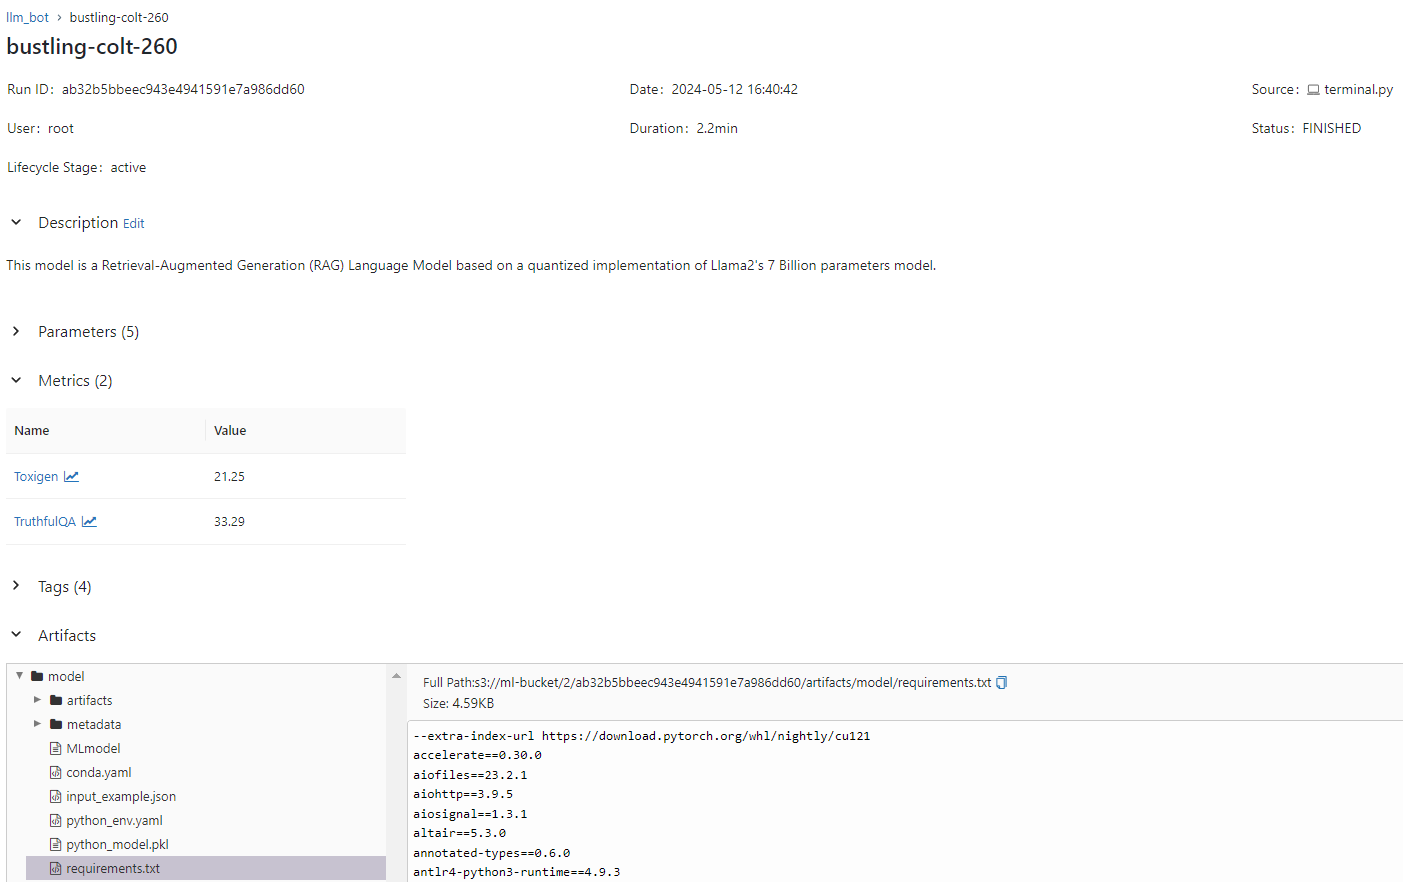 llm_bot > bustling-colt-260
bustling-colt-260
Run ID: ab32b5bbeec943e4941591e7a986dd60 Date: 2024-05-12 16:40:42 Source: terminal.py
User: root Duration: 2.2min Status: FINISHED
Lifecycle Stage: active
Description Edit
This model is a Retrieval-Augmented Generation (RAG) Language Model based on a quantized implementation of Llama2's 7 Billion parameters model.
Parameters (5)
Metrics (2)
Name Value
Toxigen 21.25
TruthfulQA 33.29
Tags (4)
Artifacts
model
artifacts
metadata
MLmodel
conda.yaml
input_example.json
python_env.yaml
python_model.pkl
requirements.txt
Full Path:s3://ml-bucket/2/ab32b5bbeec943e4941591e7a986dd60/artifacts/model/requirements.txt
Size: 4.59KB
--extra-index-url https://download.pytorch.org/whl/nightly/cu121
accelerate==0.30.0
aiofiles==23.2.1
aiohttp==3.9.5
aiosignal==1.3.1
altair==5.3.0
annotated-types==0.6.0
antlr4-python3-runtime==4.9.3